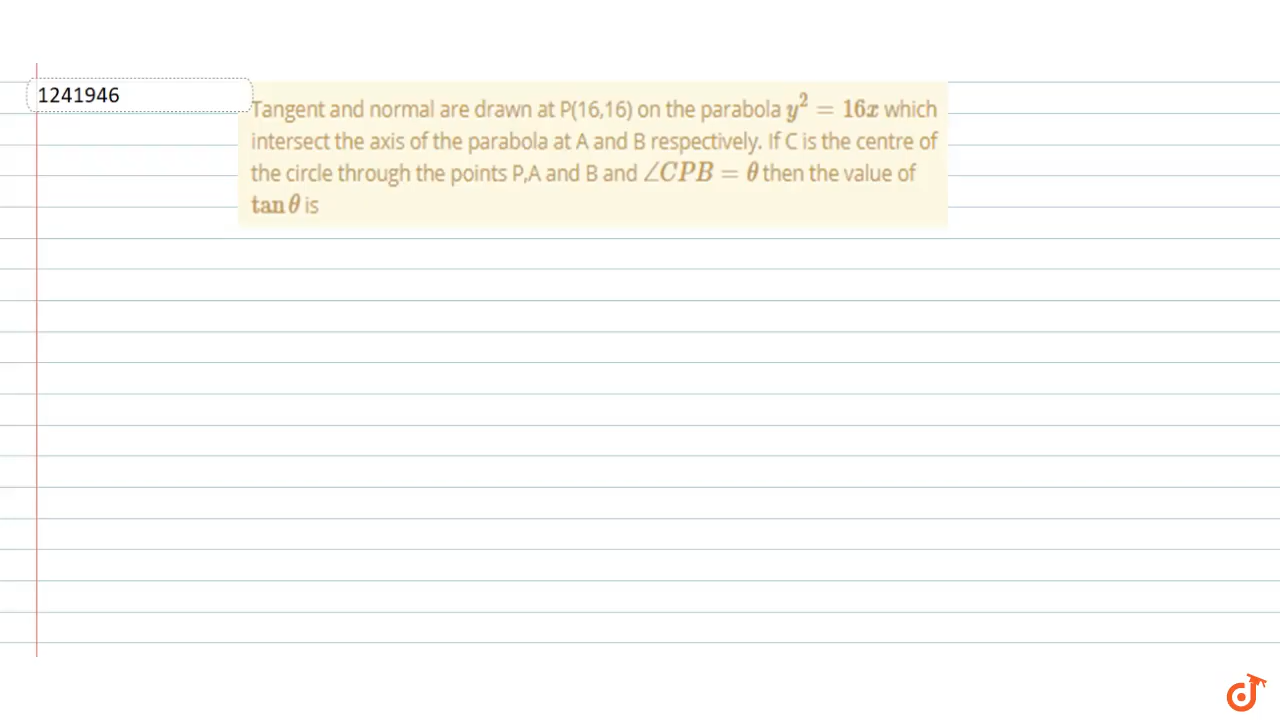 1241946
Tangent and normal are drawn at P(16,16) on the parabola y² = 16x which
intersect the axis of the parabola at A and B respectively. If C is the centre of
the circle through the points P,A and B and ∠CPB = θ then the value of
tan θ is